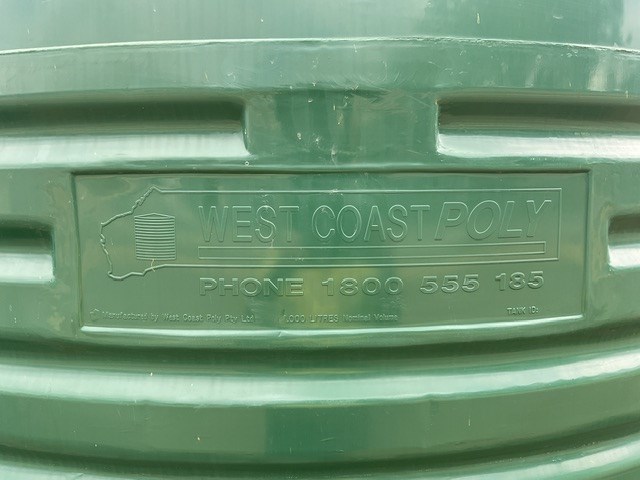 WEST COAST POLY
PHONE 1800 555 185
Manufactured by West Coast Poly Pty Ltd ,000 LITRES Nominal Volume TANK ID: